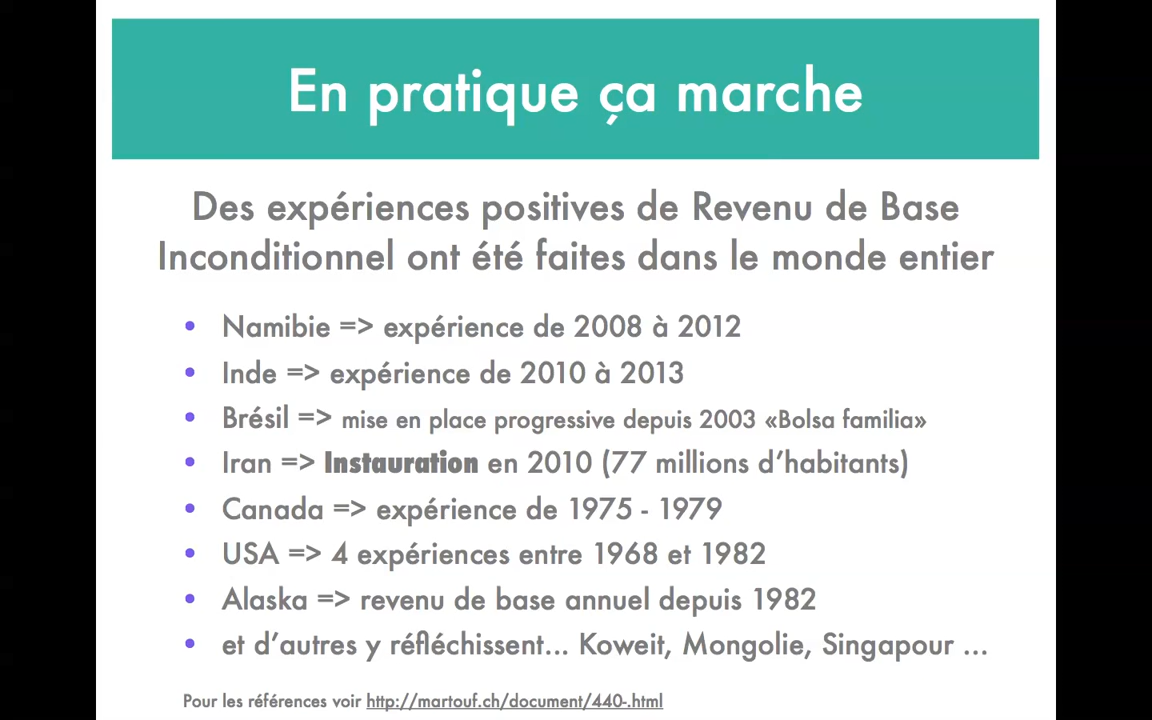 En pratique ça marche
Des expériences positives de Revenu de Base
Inconditionnel ont été faites dans le monde entier
• Namibie => expérience de 2008 à 2012
• Inde => expérience de 2010 à 2013
• Brésil => mise en place progressive depuis 2003 «Bolsa familia»
• Iran => Instauration en 2010 (77 millions d’habitants)
• Canada => expérience de 1975 - 1979
• USA => 4 expériences entre 1968 et 1982
• Alaska => revenu de base annuel depuis 1982
• et d’autres y réfléchissent... Koweit, Mongolie, Singapour ...
Pour les références voir http://martouf.ch/document/440-.html